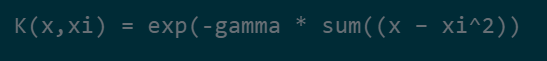 K(x,xi) = exp(-gamma * sum((x – xi^2))